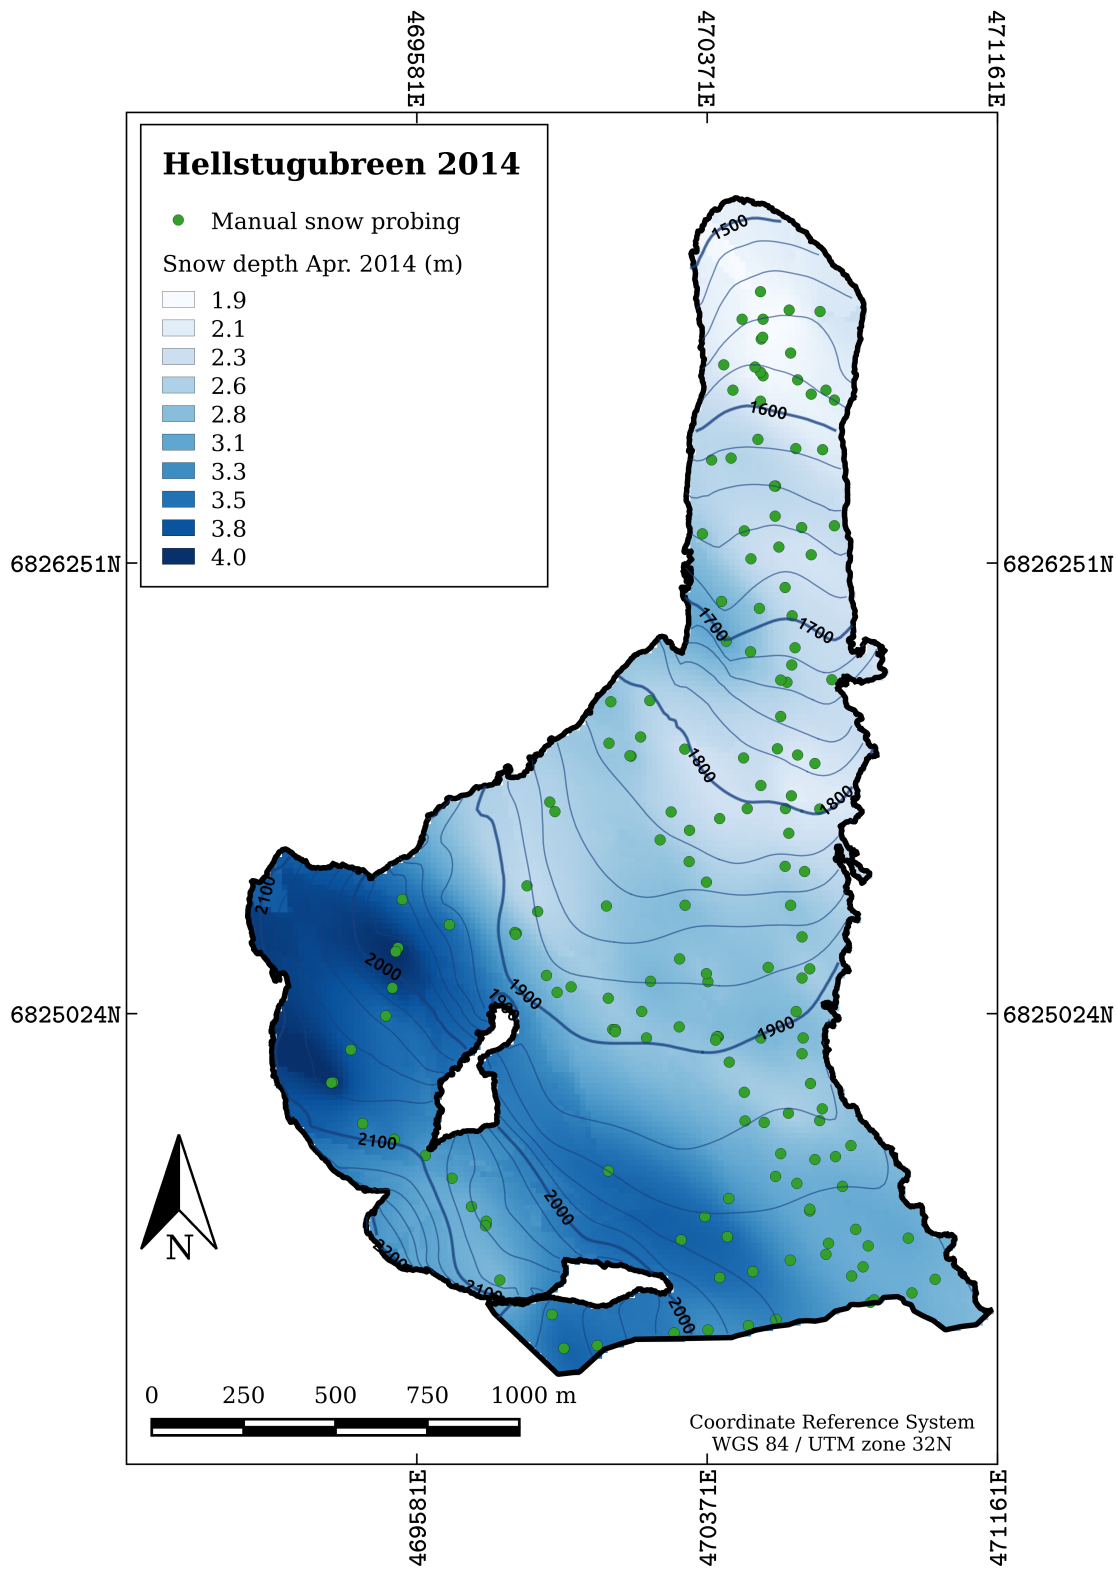 469581E 470371E 471161E
Hellstugubreen 2014
Manual snow probing
Snow depth Apr. 2014 (m)
1.9
2.1
2.3
2.6
2.8
3.1
3.3
3.5
3.8
4.0
1500
1600
6826251N 6826251N
1700 1700
1800
1800
2100
2000
1900
1900
6825024N 6825024N
1900
2100
2000
2200
2100
2000
N
0 250 500 750 1000 m
Coordinate Reference System
WGS 84 / UTM zone 32N
469581E 470371E 471161E